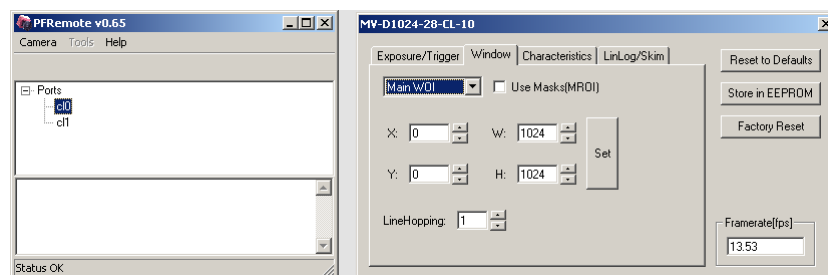 PFRemote v0.65
Camera Tools Help
Ports
cl0
cl1
Status OK
MV-D1024-28-CL-10
Exposure/Trigger Window Characteristics LinLog/Skim
Main WOI Use Masks(MROI)
X: 0 W: 1024
Y: 0 H: 1024
Set
LineHopping: 1
Reset to Defaults
Store in EEPROM
Factory Reset
Framerate[fps]
13.53